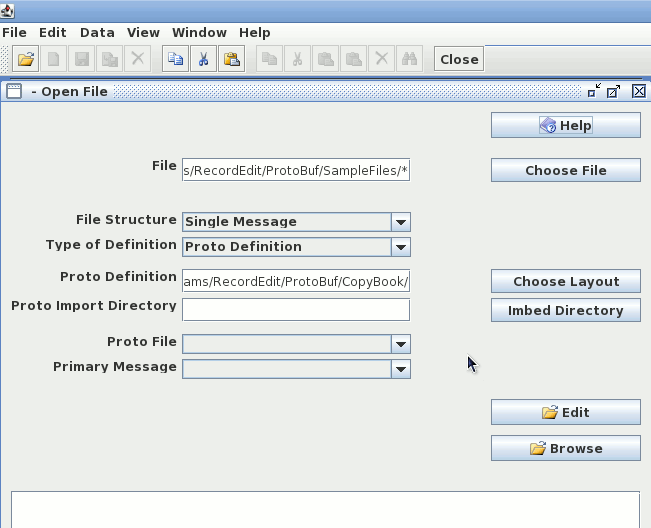 File Edit Data View Window Help
Close
- Open File
Help
File s/RecordEdit/ProtoBuf/SampleFiles/* Choose File
File Structure Single Message
Type of Definition Proto Definition
Proto Definition ams/RecordEdit/ProtoBuf/CopyBook/ Choose Layout
Proto Import Directory Imbed Directory
Proto File
Primary Message
Edit
Browse